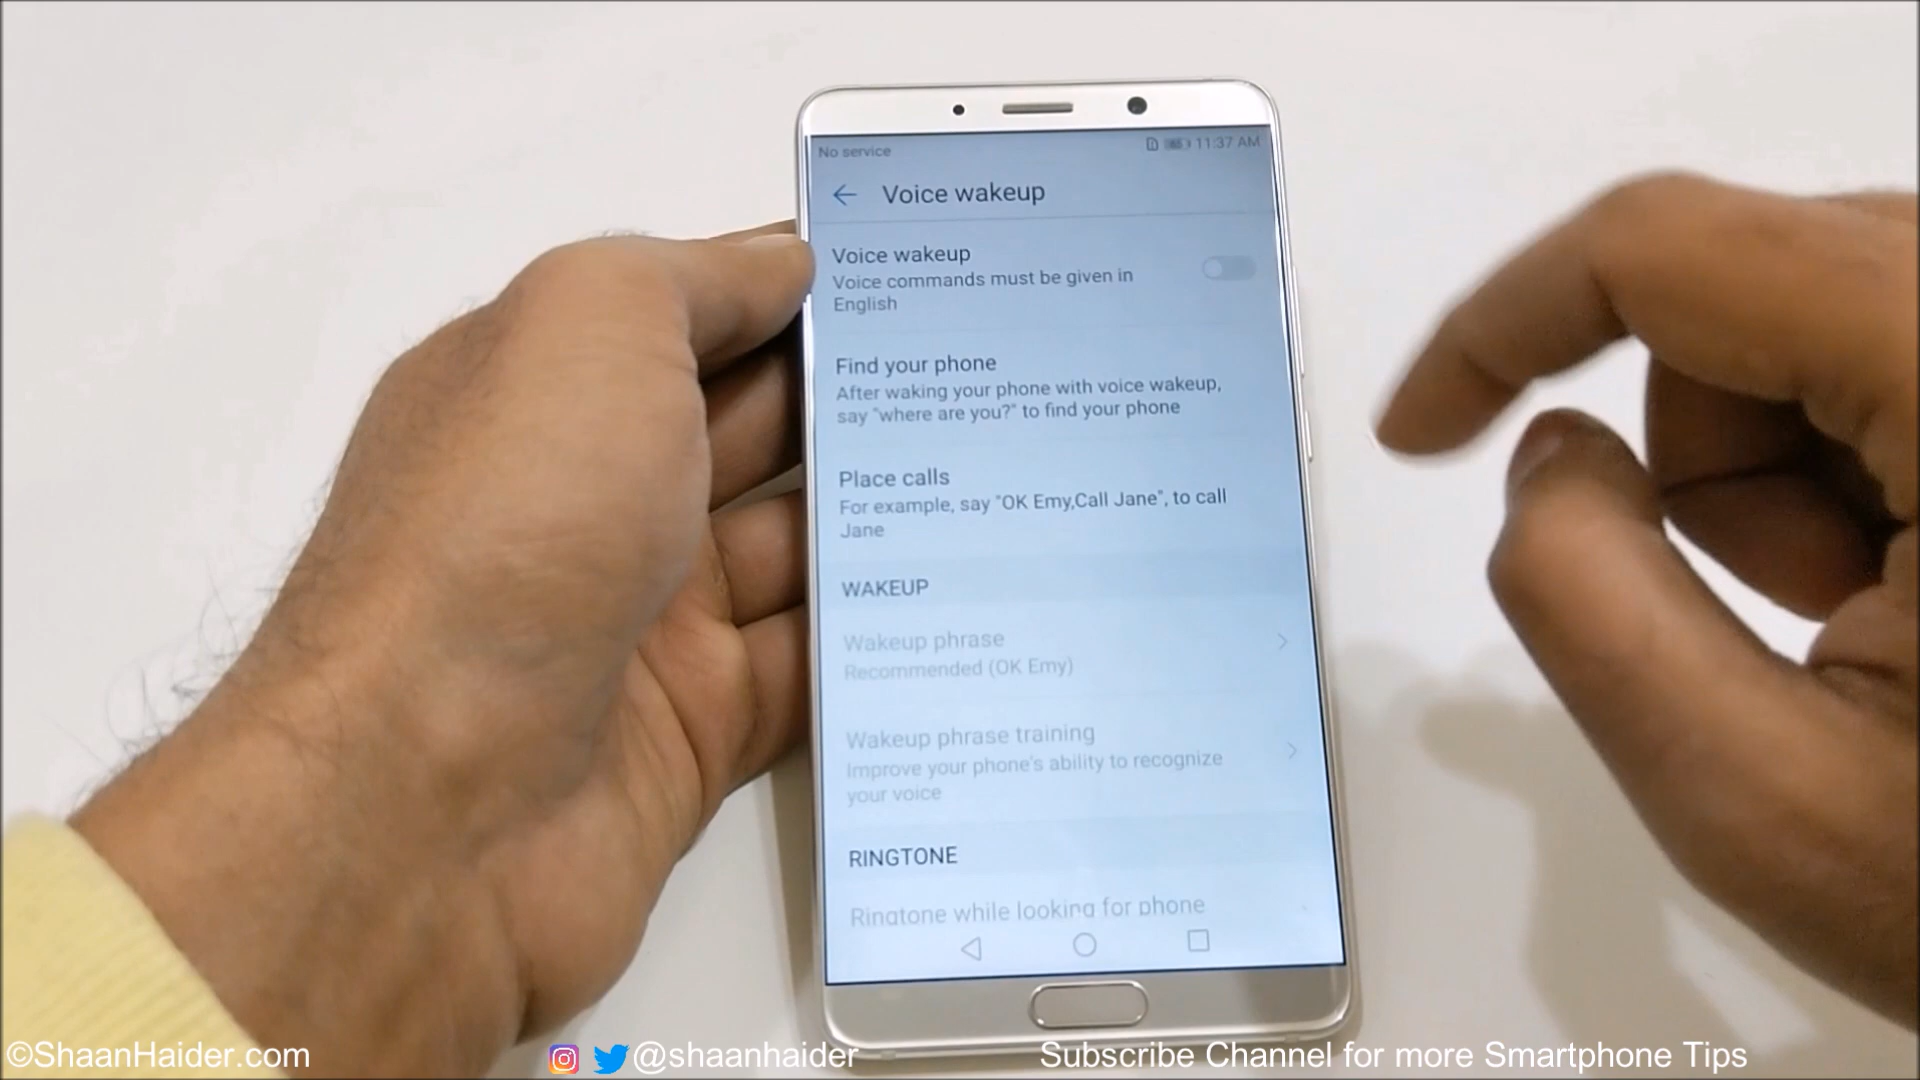 No service
11:37 AM
Voice wakeup
Voice wakeup
Voice commands must be given in
English
Find your phone
After waking your phone with voice wakeup,
say "where are you?" to find your phone
Place calls
For example, say "OK Emy,Call Jane", to call
Jane
WAKEUP
Wakeup phrase
Recommended (OK Emy)
Wakeup phrase training
Improve your phone's ability to recognize
your voice
RINGTONE
Ringtone while looking for phone
©ShaanHaider.com
@shaanhaider
Subscribe Channel for more Smartphone Tips